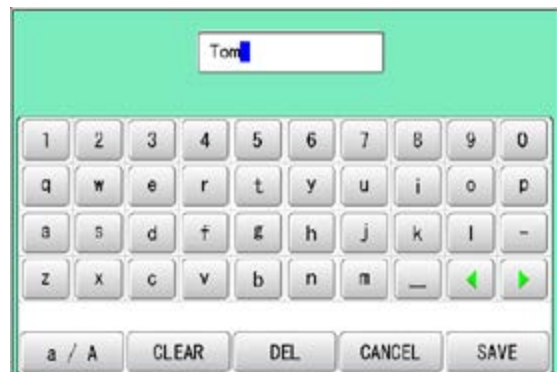 Tom
1 2 3 4 5 6 7 8 9 0
q w e r t y u i o p
a s d f g h j k l -
z x c v b n m _
a / A CLEAR DEL CANCEL SAVE